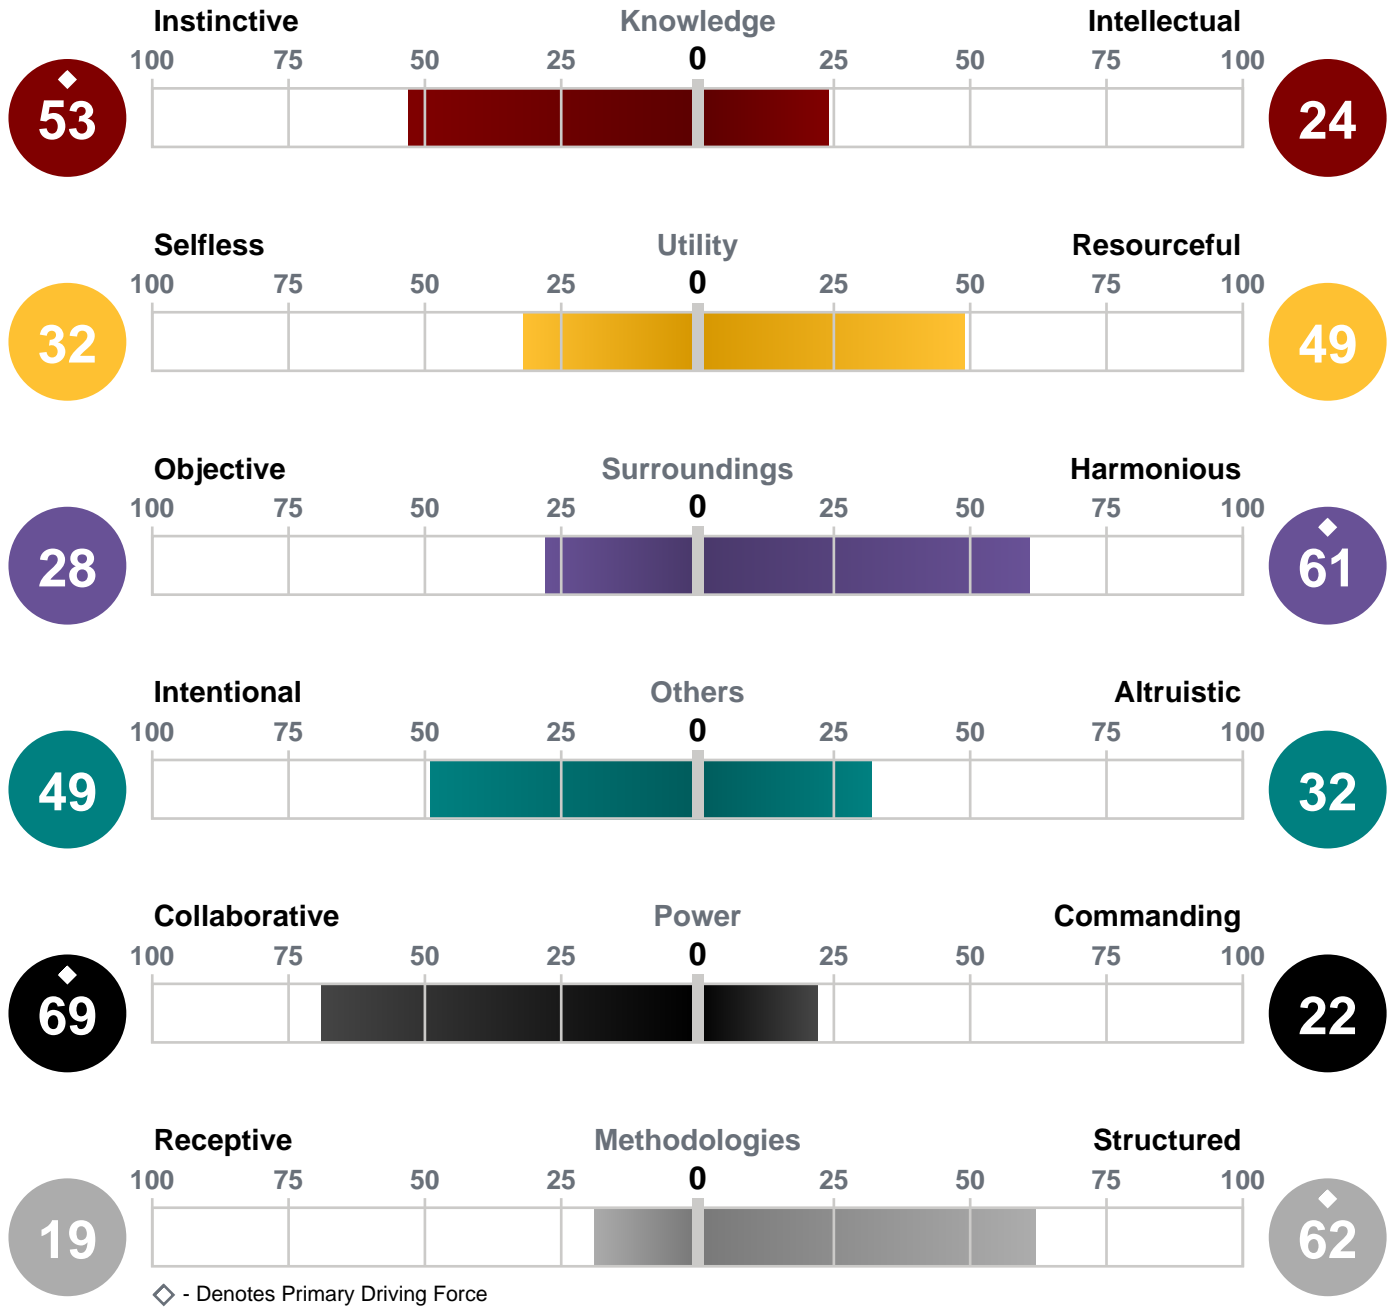 Instinctive Knowledge Intellectual
100 75 50 25 0 25 50 75 100
53 24
Selfless Utility Resourceful
100 75 50 25 0 25 50 75 100
32 49
Objective Surroundings Harmonious
100 75 50 25 0 25 50 75 100
28 61
Intentional Others Altruistic
100 75 50 25 0 25 50 75 100
49 32
Collaborative Power Commanding
100 75 50 25 0 25 50 75 100
69 22
Receptive Methodologies Structured
100 75 50 25 0 25 50 75 100
19 62
- Denotes Primary Driving Force